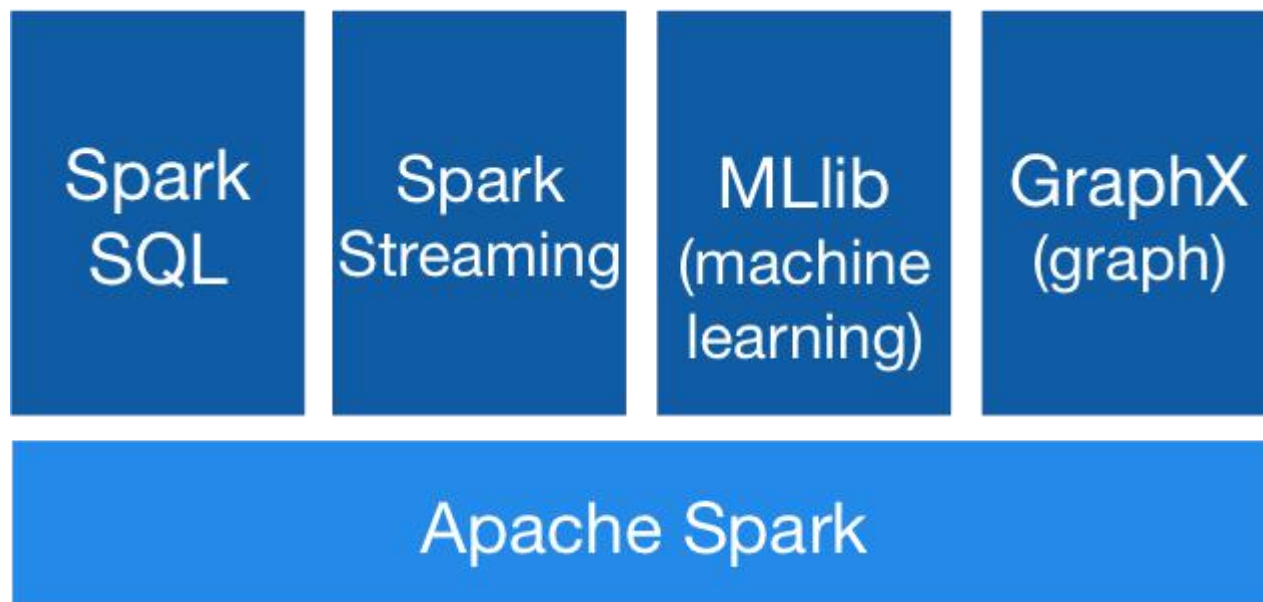 Spark
SQL
Spark
Streaming
MLlib
(machine
learning)
GraphX
(graph)
Apache Spark